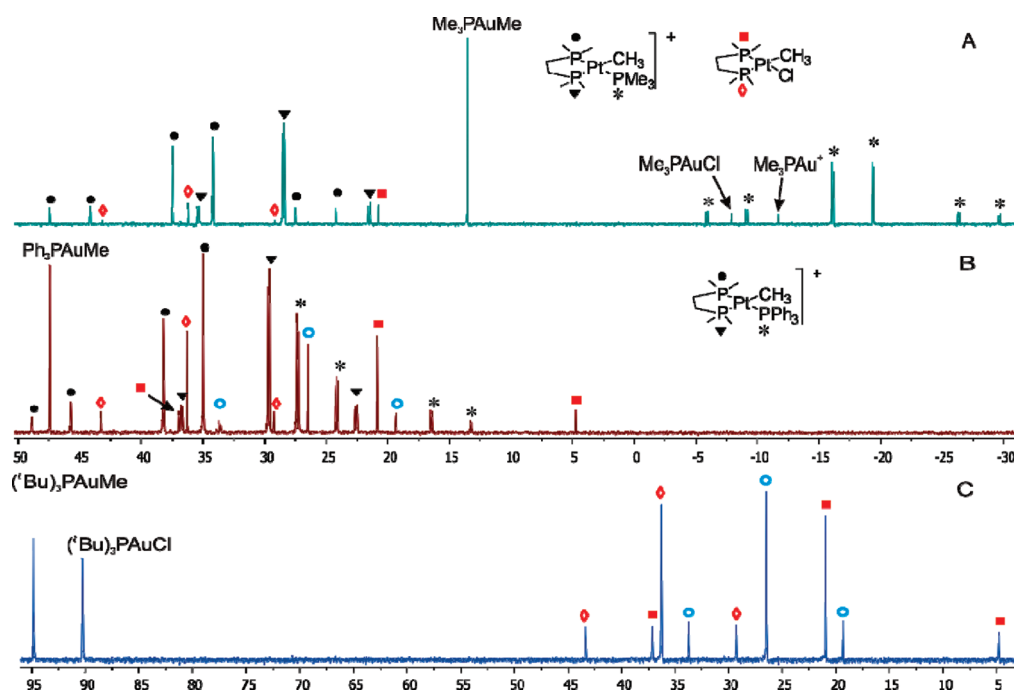 Me₃PAuMe
A
P
Pt
CH₃
P
PMe₃
+
*
P
Pt
CH₃
P
Cl
* *
Me₃PAuCl
Me₃PAu⁺
* * * *
Ph₃PAuMe
B
P
Pt
CH₃
P
PPh₃
+
*
* * * *
50 45 40 35 30 25 20 15 10 5 0 -5 -10 -15 -20 -25 -30
(ᵗBu)₃PAuMe
C
(ᵗBu)₃PAuCl
95 90 85 80 75 70 65 60 55 50 45 40 35 30 25 20 15 10 5